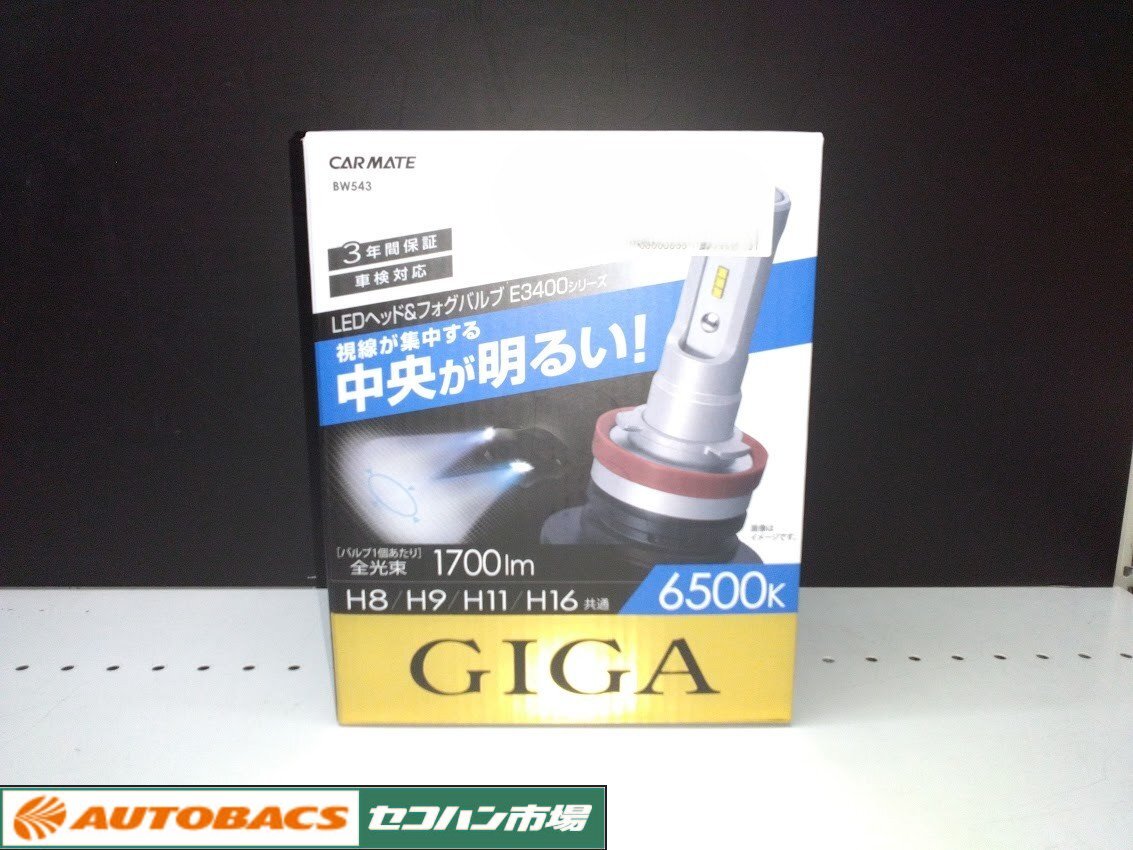 CARMATE
BW543
3年間保証
車検対応
LEDヘッド&フォグバルブ E3400シリーズ
視線が集中する
中央が明るい!
画像は
イメージです。
[バルブ1個あたり]
全光束 1700lm
H8/H9/H11/H16 共通
6500K
GIGA
AUTOBACS セコハン市場